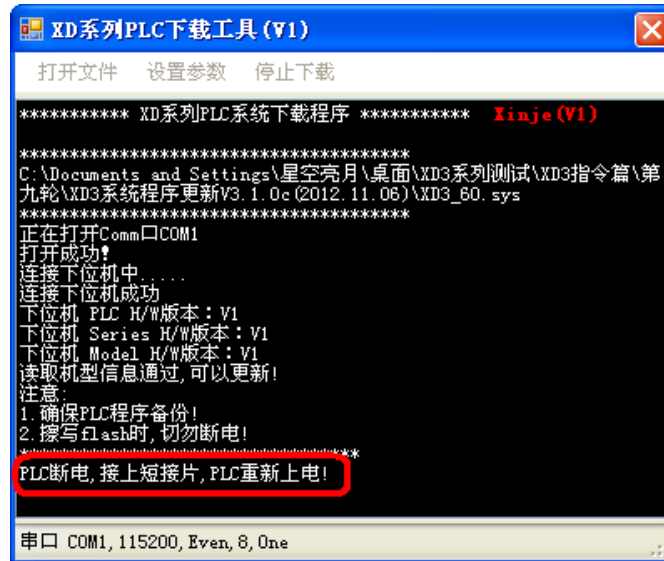 XD系列PLC下载工具(V1)
打开文件 设置参数 停止下载
*********** XD系列PLC系统下载程序 *********** Xinje(V1)
***************************************
C:\Documents and Settings\星空亮月\桌面\XD3系列测试\XD3指令篇\第
九轮\XD3系统程序更新V3.1.0c(2012.11.06)\XD3_60.sys
***************************************
正在打开Comm口COM1
打开成功!
连接下位机中.....
连接下位机成功
下位机 PLC H/W版本：V1
下位机 Series H/W版本：V1
下位机 Model H/W版本：V1
读取机型信息通过,可以更新!
注意:
1.确保PLC程序备份!
2.擦写flash时,切勿断电!
**********************************
PLC断电,接上短接片,PLC重新上电!
串口 COM1,115200,Even,8,One